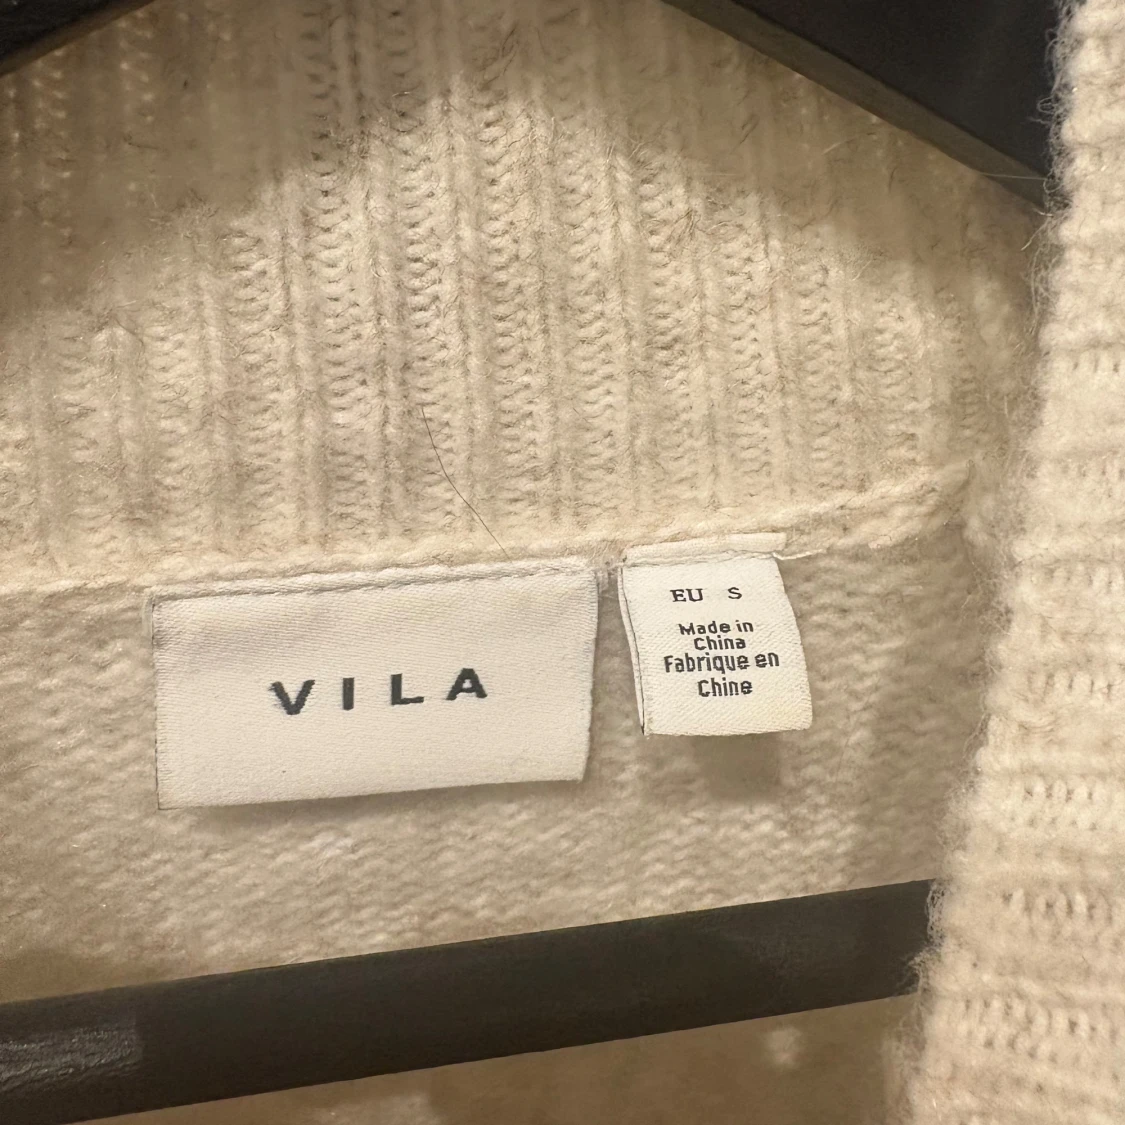 VILA
EU S
Made in
China
Fabrique en
Chine